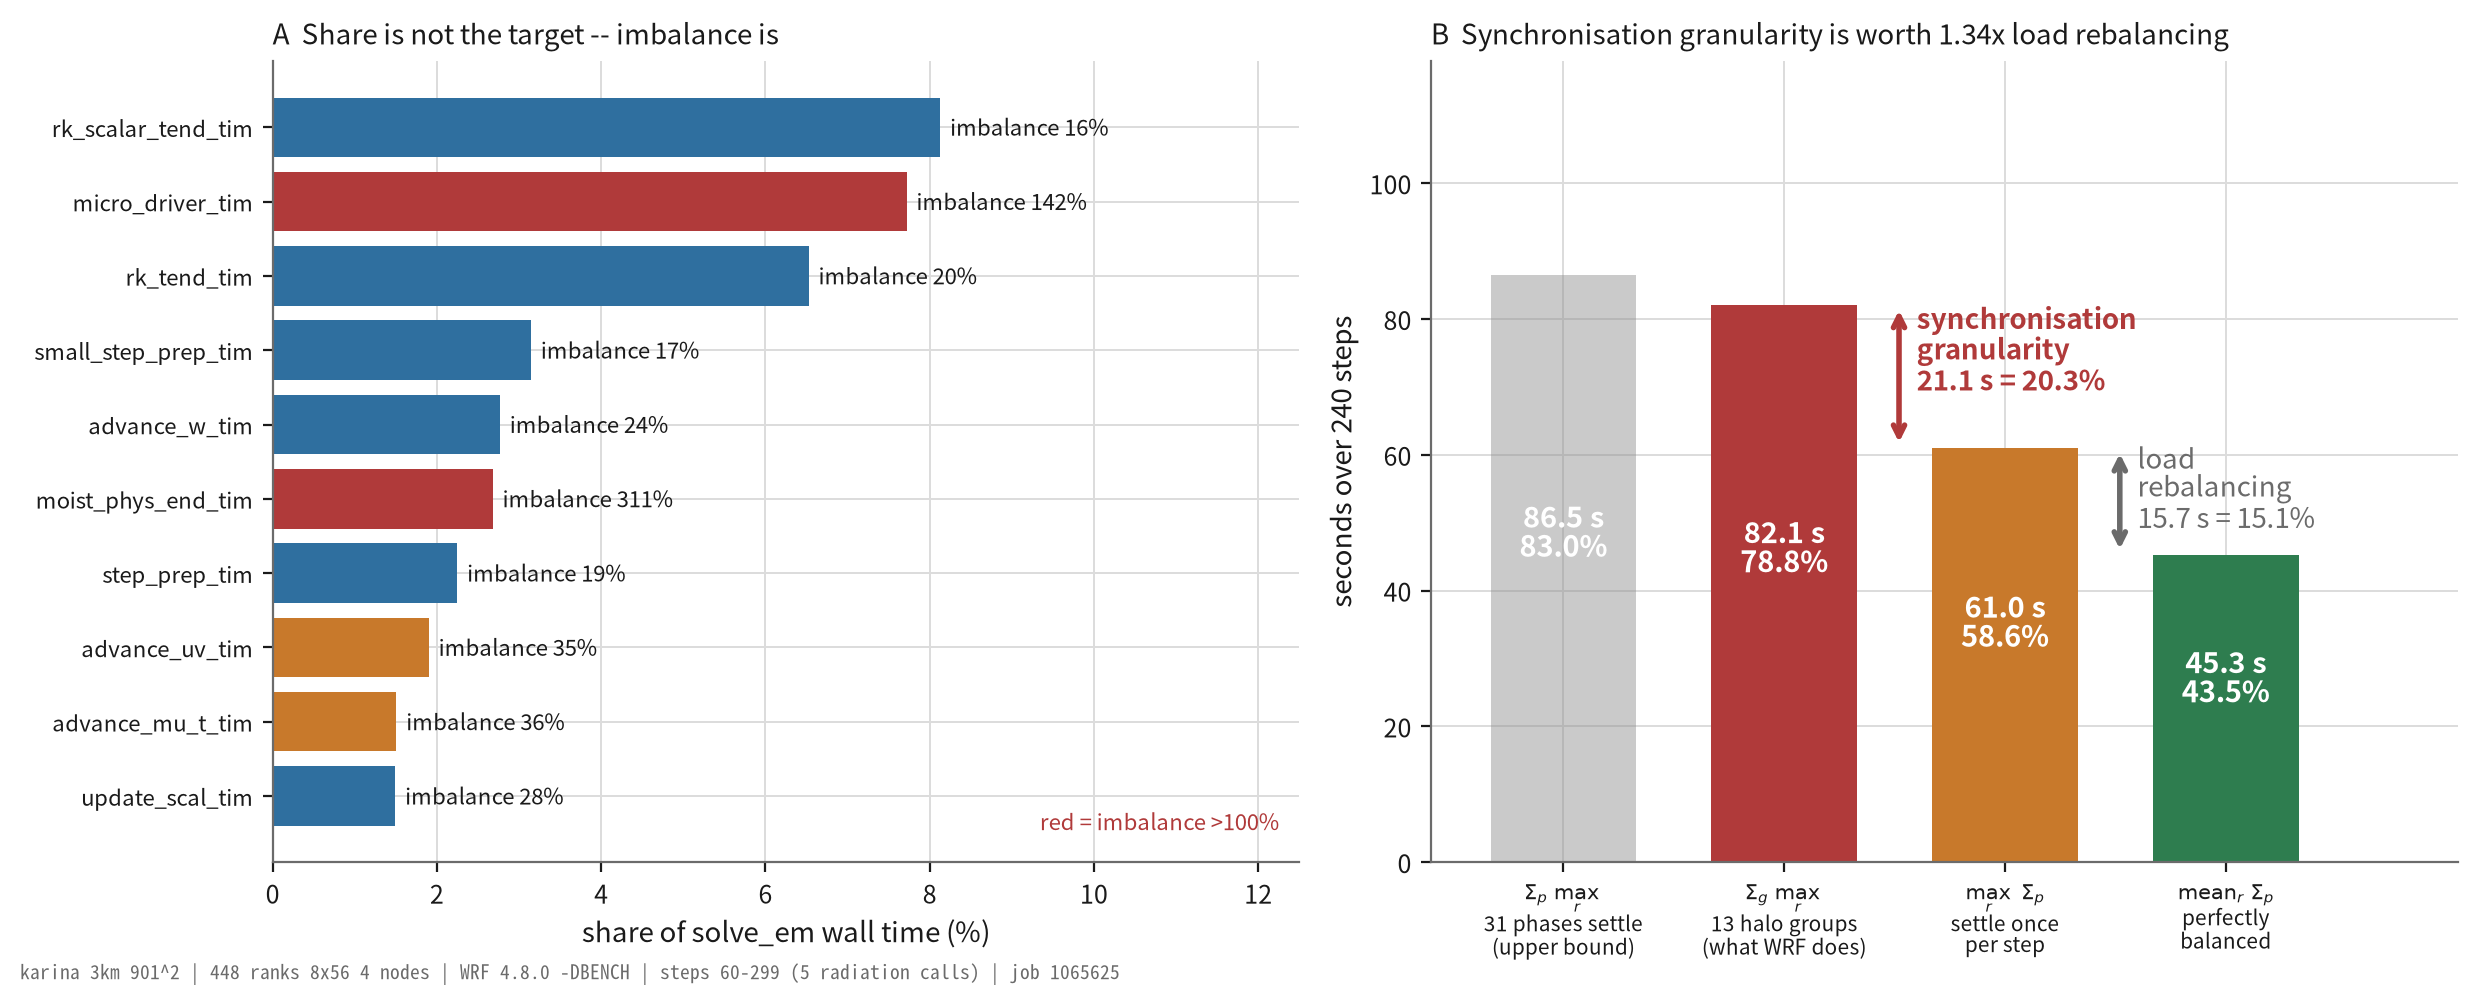 A Share is not the target -- imbalance is
rk_scalar_tend_tim
imbalance 16%
micro_driver_tim
imbalance 142%
rk_tend_tim
imbalance 20%
small_step_prep_tim
imbalance 17%
advance_w_tim
imbalance 24%
moist_phys_end_tim
imbalance 311%
step_prep_tim
imbalance 19%
advance_uv_tim
imbalance 35%
advance_mu_t_tim
imbalance 36%
update_scal_tim
imbalance 28%
red = imbalance >100%
0 2 4 6 8 10 12
share of solve_em wall time (%)
B Synchronisation granularity is worth 1.34x load rebalancing
seconds over 240 steps
100
80
60
40
20
0
86.5 s
83.0%
82.1 s
78.8%
61.0 s
58.6%
45.3 s
43.5%
synchronisation
granularity
21.1 s = 20.3%
load
rebalancing
15.7 s = 15.1%
Σp max r
31 phases settle
(upper bound)
Σg max r
13 halo groups
(what WRF does)
max r Σp
settle once
per step
meanr Σp
perfectly
balanced
karina 3km 901^2 | 448 ranks 8x56 4 nodes | WRF 4.8.0 -DBENCH | steps 60-299 (5 radiation calls) | job 1065625